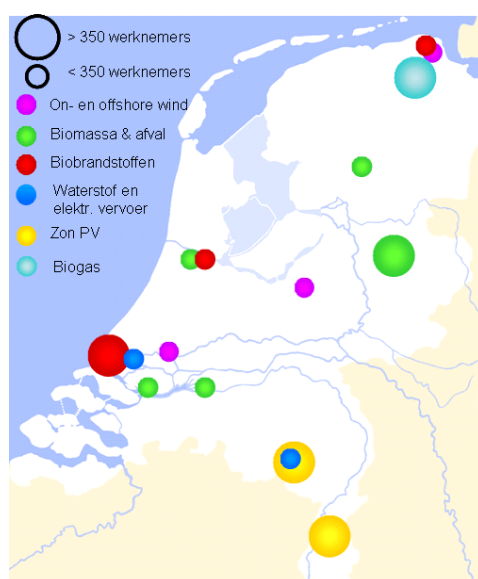 > 350 werknemers
< 350 werknemers
On- en offshore wind
Biomassa & afval
Biobrandstoffen
Waterstof en
elektr. vervoer
Zon PV
Biogas